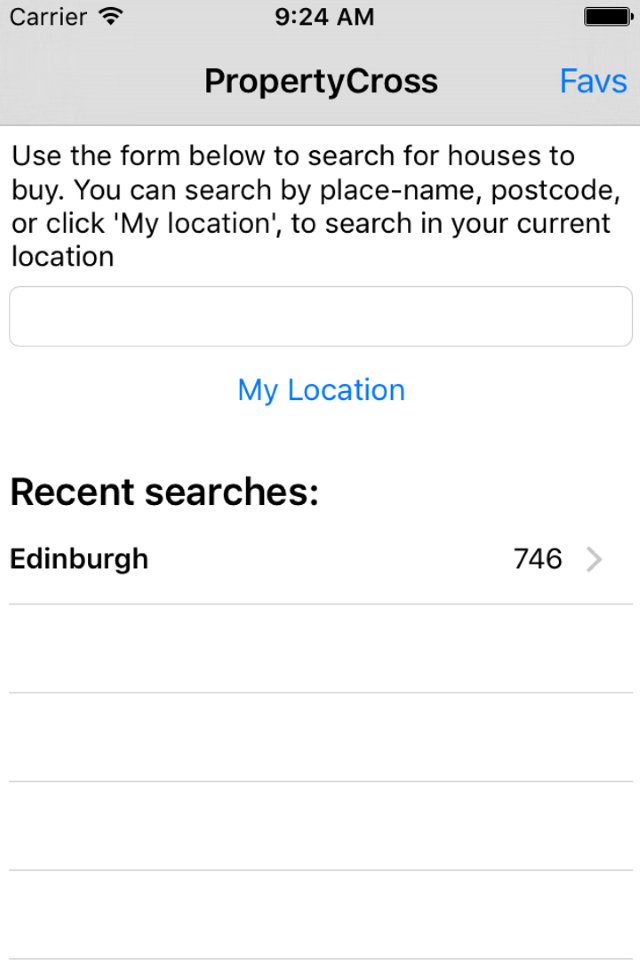 Carrier 9:24 AM
PropertyCross Favs
Use the form below to search for houses to
buy. You can search by place-name, postcode,
or click 'My location', to search in your current
location
My Location
Recent searches:
Edinburgh 746